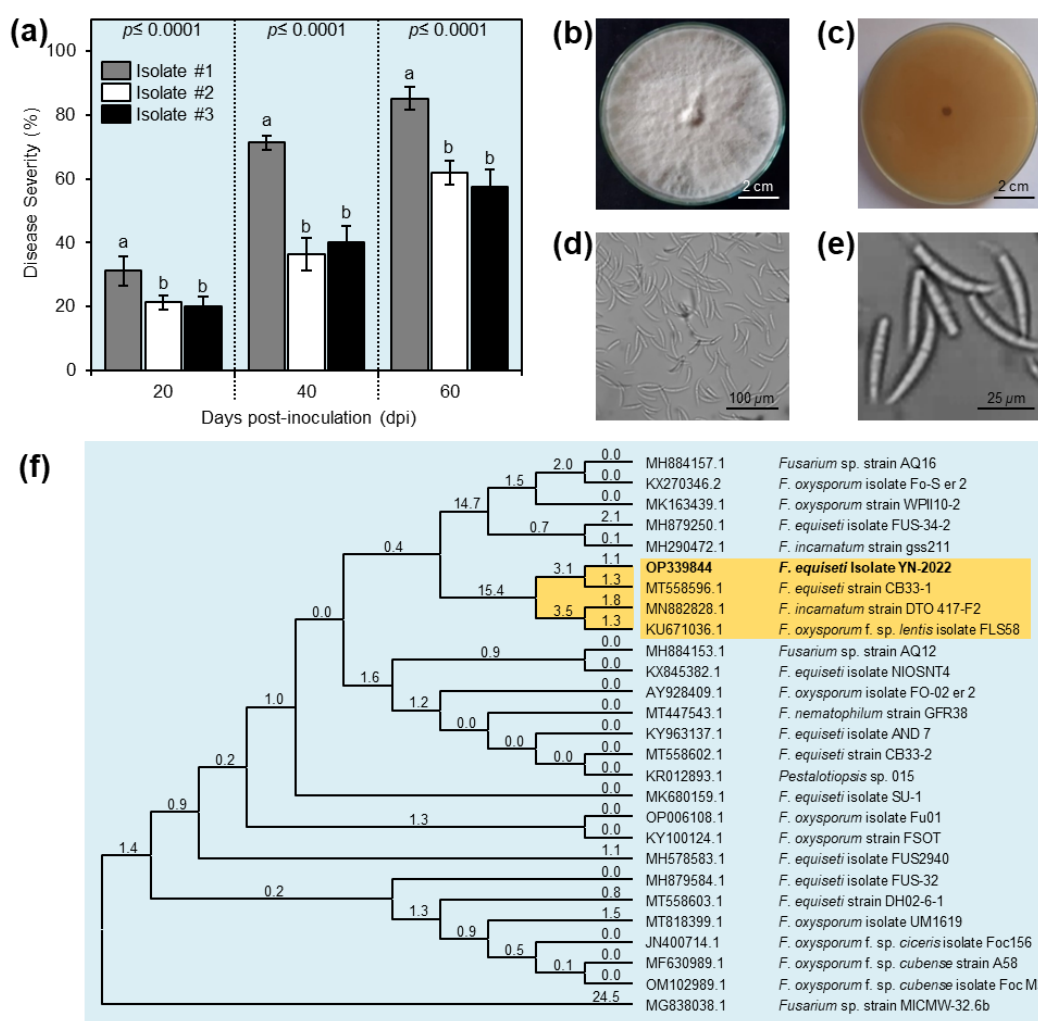 (a)
p≤ 0.0001 p≤ 0.0001 p≤ 0.0001
Isolate #1
Isolate #2
Isolate #3
Disease Severity (%)
100
80
60
40
20
0
a b b a b b a b b
20 40 60
Days post-inoculation (dpi)
(b)
2 cm
(c)
2 cm
(d)
100 µm
(e)
25 µm
(f)
0.0 MH884157.1 Fusarium sp. strain AQ16
2.0
0.0 KX270346.2 F. oxysporum isolate Fo-S er 2
1.5
0.0 MK163439.1 F. oxysporum strain WPII10-2
14.7
2.1 MH879250.1 F. equiseti isolate FUS-34-2
0.7
0.1 MH290472.1 F. incarnatum strain gss211
0.4
1.1 OP339844 F. equiseti Isolate YN-2022
3.1
1.3 MT558596.1 F. equiseti strain CB33-1
15.4
1.8 MN882828.1 F. incarnatum strain DTO 417-F2
3.5
1.3 KU671036.1 F. oxysporum f. sp. lentis isolate FLS58
0.0
0.0 MH884153.1 Fusarium sp. strain AQ12
0.9
0.0 KX845382.1 F. equiseti isolate NIOSNT4
1.6
0.0 AY928409.1 F. oxysporum isolate FO-02 er 2
1.2
0.0 MT447543.1 F. nematophilum strain GFR38
0.0
0.0 KY963137.1 F. equiseti isolate AND 7
0.0
0.0 MT558602.1 F. equiseti strain CB33-2
0.0
0.0 KR012893.1 Pestalotiopsis sp. 015
1.0
0.0 MK680159.1 F. equiseti isolate SU-1
0.2
0.0 OP006108.1 F. oxysporum isolate Fu01
1.3
0.0 KY100124.1 F. oxysporum strain FSOT
0.9
1.1 MH578583.1 F. equiseti isolate FUS2940
1.4
0.0 MH879584.1 F. equiseti isolate FUS-32
0.2
0.8 MT558603.1 F. equiseti strain DH02-6-1
1.3
1.5 MT818399.1 F. oxysporum isolate UM1619
0.9
0.0 JN400714.1 F. oxysporum f. sp. ciceris isolate Foc156
0.5
0.0 MF630989.1 F. oxysporum f. sp. cubense strain A58
0.1
0.0 OM102989.1 F. oxysporum f. sp. cubense isolate Foc M
24.5 MG838038.1 Fusarium sp. strain MICMW-32.6b